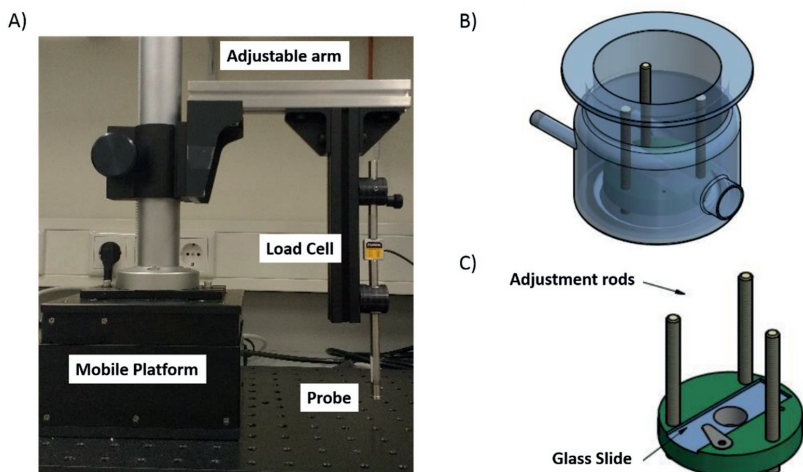 A)
Adjustable arm
Load Cell
Mobile Platform
Probe
B)
C)
Adjustment rods
Glass Slide